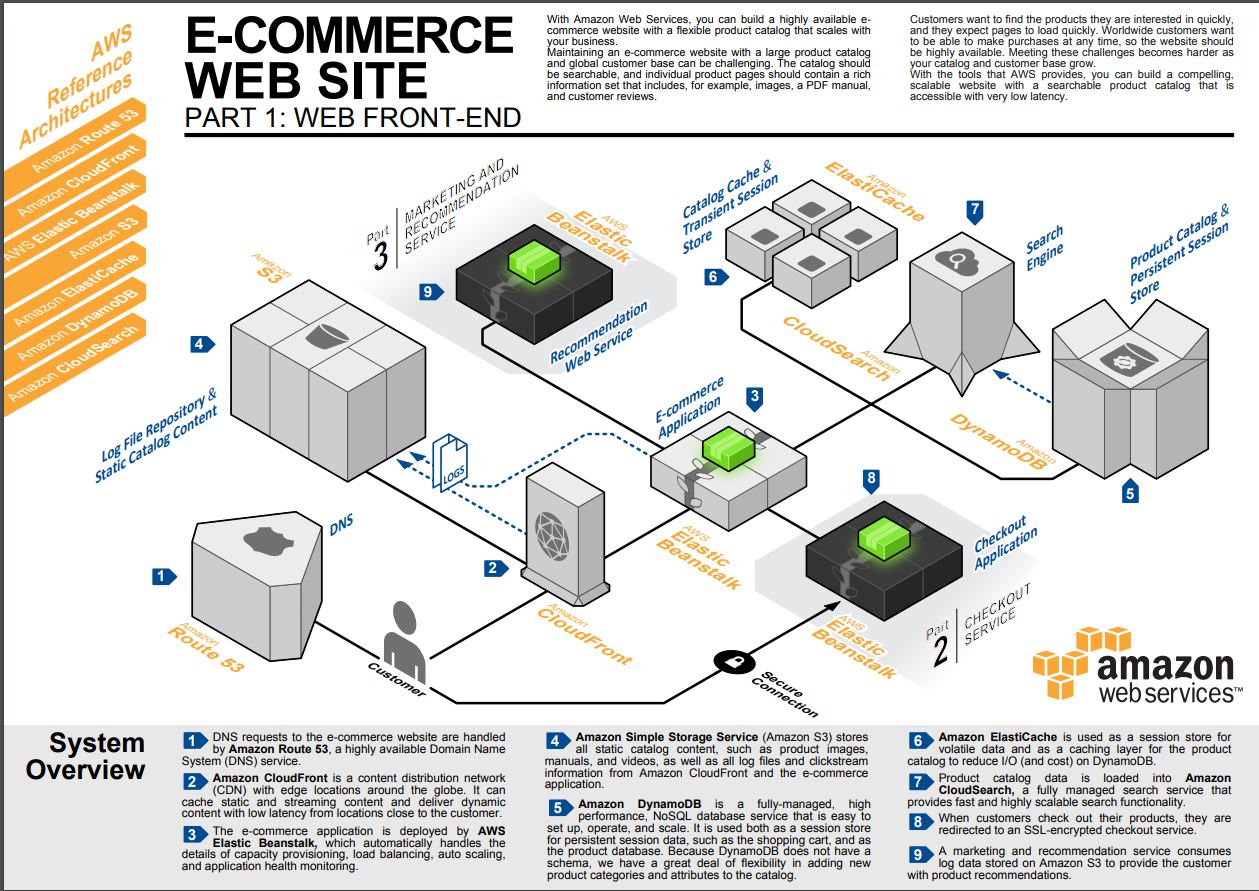 AWS
Reference
Architectures
Amazon Route 53
Amazon CloudFront
AWS Elastic Beanstalk
Amazon S3
Amazon ElastiCache
Amazon DynamoDB
Amazon CloudSearch
E-COMMERCE
WEB SITE
PART 1: WEB FRONT-END
With Amazon Web Services, you can build a highly available e-
commerce website with a flexible product catalog that scales with
your business.
Maintaining an e-commerce website with a large product catalog
and global customer base can be challenging. The catalog should
be searchable, and individual product pages should contain a rich
information set that includes, for example, images, a PDF manual,
and customer reviews.
Customers want to find the products they are interested in quickly,
and they expect pages to load quickly. Worldwide customers want
to be able to make purchases at any time, so the website should
be highly available. Meeting these challenges becomes harder as
your catalog and customer base grow.
With the tools that AWS provides, you can build a compelling,
scalable website with a searchable product catalog that is
accessible with very low latency.
Part
3
MARKETING AND
RECOMMENDATION
SERVICE
AWS
Elastic
Beanstalk
9
Recommendation
Web Service
Catalog Cache &
Transient Session
Store
6
Amazon
ElastiCache
7
Search
Engine
Amazon
CloudSearch
Product Catalog &
Persistent Session
Store
Amazon
DynamoDB
5
Amazon
S3
4
Log File Repository &
Static Catalog Content
LOGS
E-commerce
Application
3
AWS
Elastic
Beanstalk
8
Checkout
Application
AWS
Elastic
Beanstalk
Part
2
CHECKOUT
SERVICE
DNS
1
Amazon
Route 53
2
Amazon
CloudFront
Customer
Secure
Connection
amazon
web services™
System
Overview
1 DNS requests to the e-commerce website are handled
by Amazon Route 53, a highly available Domain Name
System (DNS) service.
2 Amazon CloudFront is a content distribution network
(CDN) with edge locations around the globe. It can
cache static and streaming content and deliver dynamic
content with low latency from locations close to the customer.
3 The e-commerce application is deployed by AWS
Elastic Beanstalk, which automatically handles the
details of capacity provisioning, load balancing, auto scaling,
and application health monitoring.
4 Amazon Simple Storage Service (Amazon S3) stores
all static catalog content, such as product images,
manuals, and videos, as well as all log files and clickstream
information from Amazon CloudFront and the e-commerce
application.
5 Amazon DynamoDB is a fully-managed, high
performance, NoSQL database service that is easy to
set up, operate, and scale. It is used both as a session store
for persistent session data, such as the shopping cart, and as
the product database. Because DynamoDB does not have a
schema, we have a great deal of flexibility in adding new
product categories and attributes to the catalog.
6 Amazon ElastiCache is used as a session store for
volatile data and as a caching layer for the product
catalog to reduce I/O (and cost) on DynamoDB.
7 Product catalog data is loaded into Amazon
CloudSearch, a fully managed search service that
provides fast and highly scalable search functionality.
8 When customers check out their products, they are
redirected to an SSL-encrypted checkout service.
9 A marketing and recommendation service consumes
log data stored on Amazon S3 to provide the customer
with product recommendations.